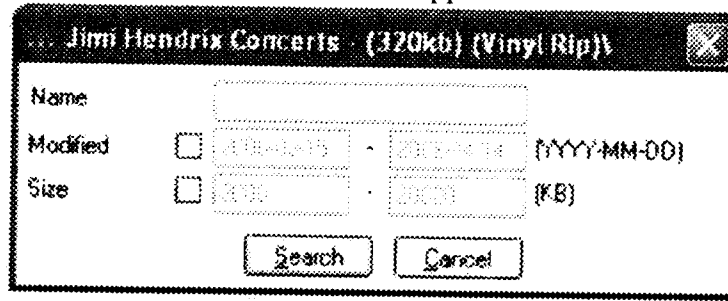 ... Jimi Hendrix Concerts - (320kb) (Vinyl Rip)\
Name
Modified - (YYYY-MM-DD)
Size - (KB)
Search Cancel